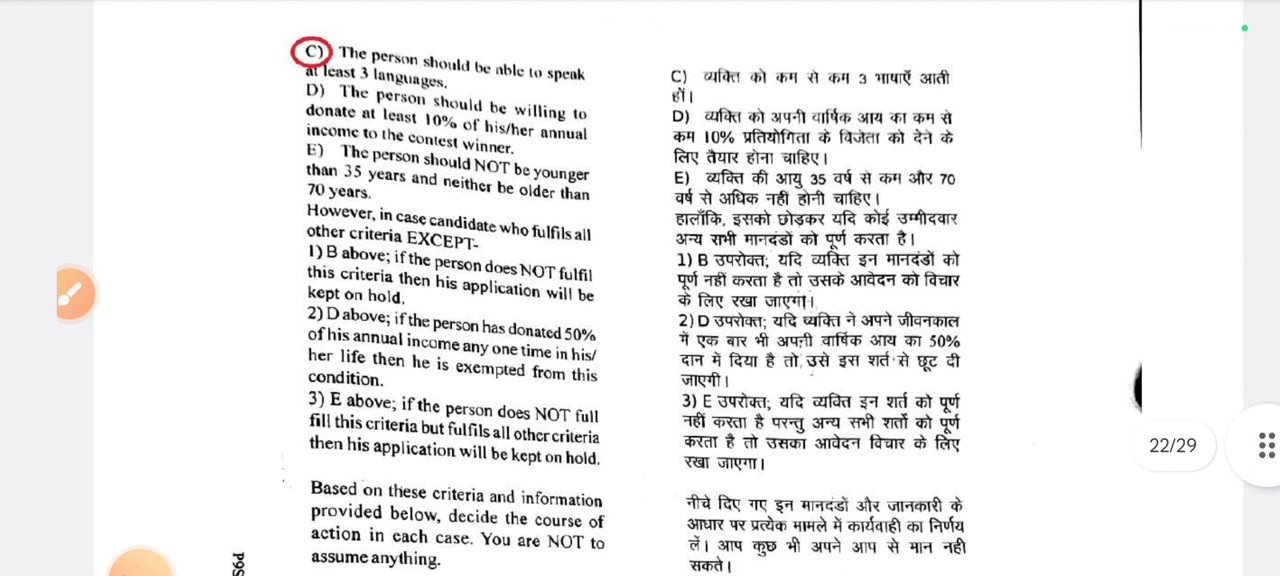 C) The person should be able to speak
at least 3 languages.
D) The person should be willing to
donate at least 10% of his/her annual
income to the contest winner.
E) The person should NOT be younger
than 35 years and neither be older than
70 years.
However, in case candidate who fulfils all
other criteria EXCEPT-
1) B above; if the person does NOT fulfil
this criteria then his application will be
kept on hold.
2) D above; if the person has donated 50%
of his annual income any one time in his/
her life then he is exempted from this
condition.
3) E above; if the person does NOT full
fill this criteria but fulfils all other criteria
then his application will be kept on hold.
Based on these criteria and information
provided below, decide the course of
action in each case. You are NOT to
assume anything.
C) व्यक्ति को कम से कम 3 भाषाएँ आती
हों।
D) व्यक्ति को अपनी वार्षिक आय का कम से
कम 10% प्रतियोगिता के विजेता को देने के
लिए तैयार होना चाहिए।
E) व्यक्ति की आयु 35 वर्ष से कम और 70
वर्ष से अधिक नहीं होनी चाहिए।
हालाँकि, इसको छोड़कर यदि कोई उम्मीदवार
अन्य सभी मानदंडों को पूर्ण करता है।
1) B उपरोक्त; यदि व्यक्ति इन मानदंडों को
पूर्ण नहीं करता है तो उसके आवेदन को विचार
के लिए रखा जाएगा।
2) D उपरोक्त; यदि व्यक्ति ने अपने जीवनकाल
में एक बार भी अपनी वार्षिक आय का 50%
दान में दिया है तो उसे इस शर्त से छूट दी
जाएगी।
3) E उपरोक्त; यदि व्यक्ति इन शर्त को पूर्ण
नहीं करता है परन्तु अन्य सभी शर्तों को पूर्ण
करता है तो उसका आवेदन विचार के लिए
रखा जाएगा।
नीचे दिए गए इन मानदंडों और जानकारी के
आधार पर प्रत्येक मामले में कार्यवाही का निर्णय
लें। आप कुछ भी अपने आप से मान नही
सकते।
22/29